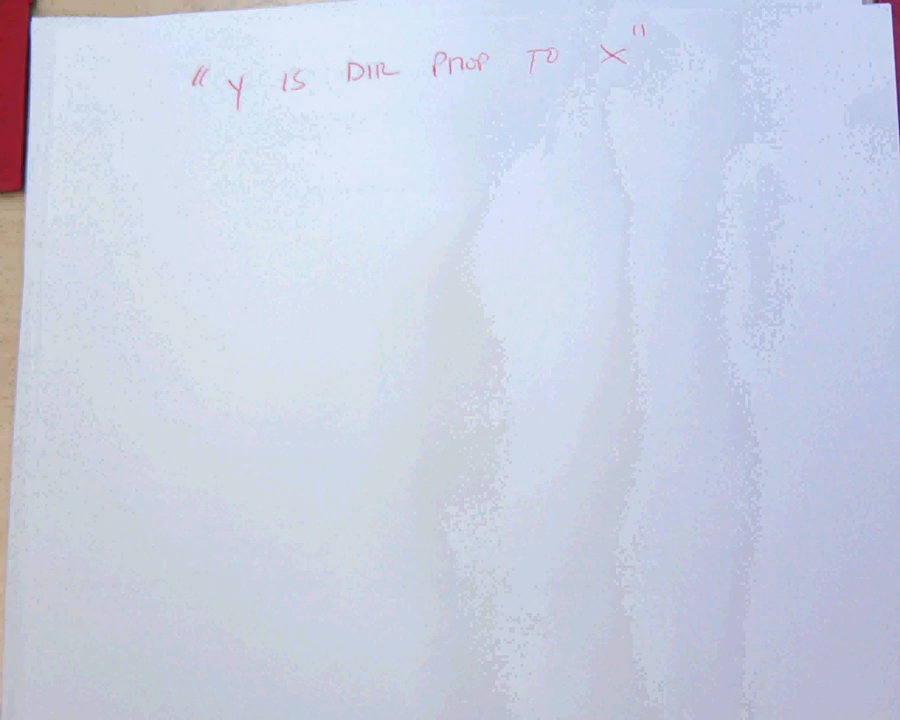 "Y IS DIR PROP TO X"